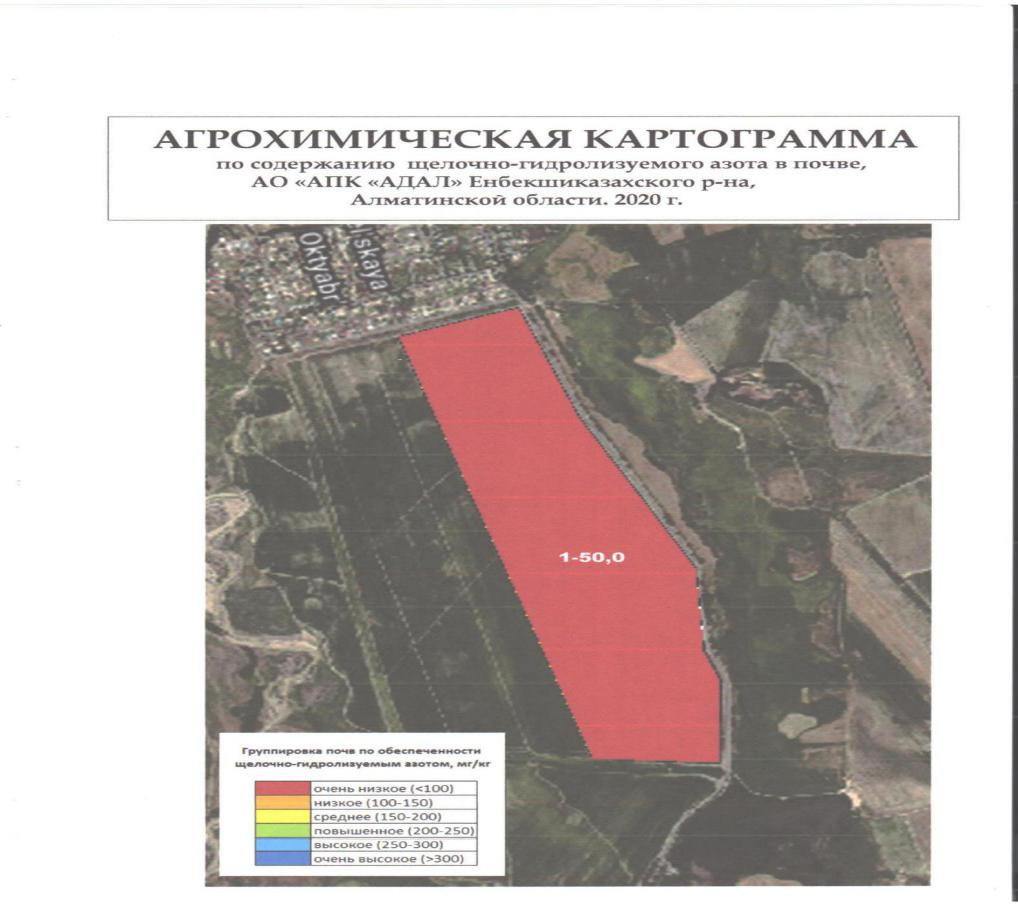 АГРОХИМИЧЕСКАЯ КАРТОГРАММА
по содержанию щелочно-гидролизуемого азота в почве,
АО «АПК «АДАЛ» Енбекшиказахского р-на,
Алматинской области. 2020 г.
Oktyabr
skaya
1-50,0
Группировка почв по обеспеченности
щелочно-гидролизуемым азотом, мг/кг
очень низкое (<100)
низкое (100-150)
среднее (150-200)
повышенное (200-250)
высокое (250-300)
очень высокое (>300)